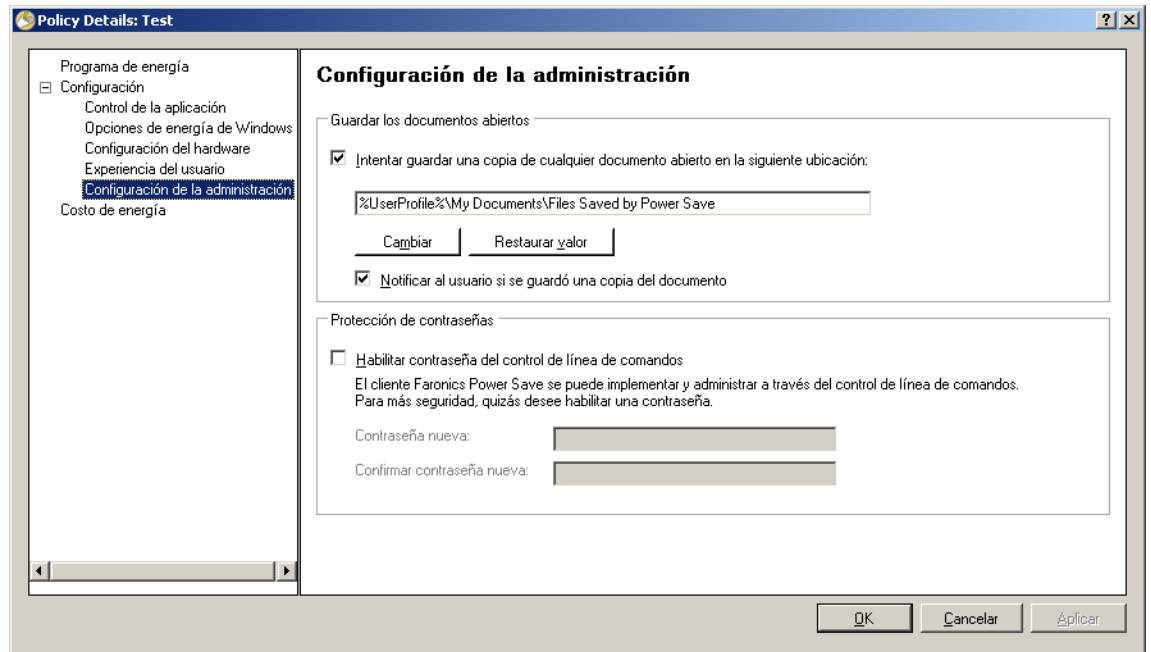 Policy Details: Test
Programa de energía
Configuración
Control de la aplicación
Opciones de energía de Windows
Configuración del hardware
Experiencia del usuario
Configuración de la administración
Costo de energía
Configuración de la administración
Guardar los documentos abiertos
Intentar guardar una copia de cualquier documento abierto en la siguiente ubicación:
%UserProfile%\My Documents\Files Saved by Power Save
Cambiar
Restaurar valor
Notificar al usuario si se guardó una copia del documento
Protección de contraseñas
Habilitar contraseña del control de línea de comandos
El cliente Faronics Power Save se puede implementar y administrar a través del control de línea de comandos.
Para más seguridad, quizás desee habilitar una contraseña.
Contraseña nueva:
Confirmar contraseña nueva:
OK
Cancelar
Aplicar